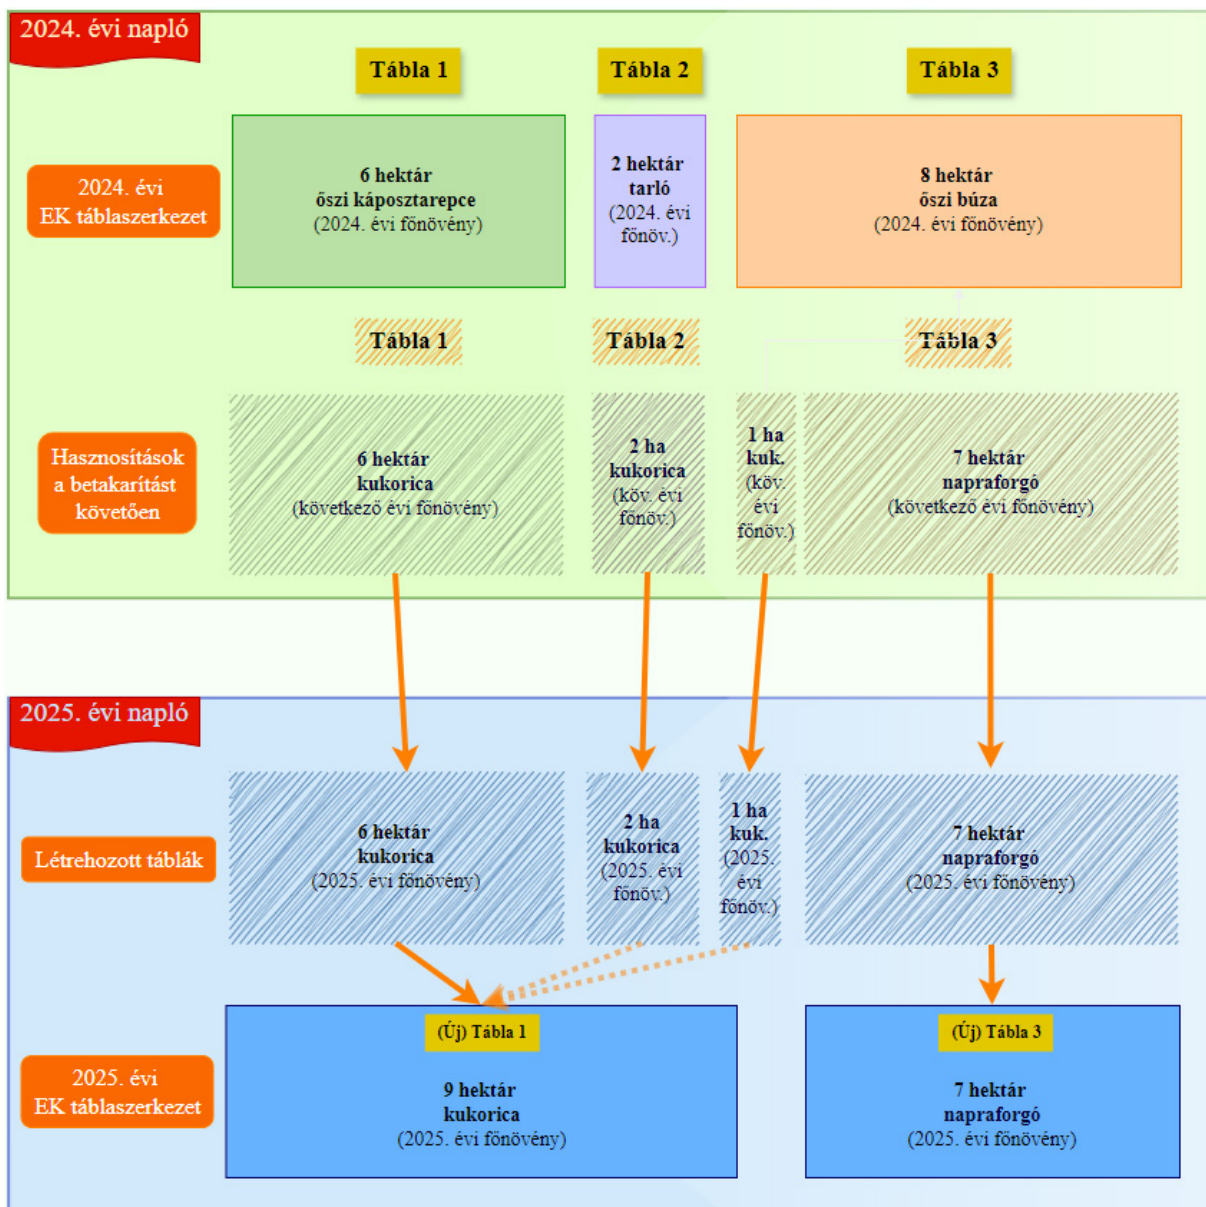 2024. évi napló
Tábla 1
Tábla 2
Tábla 3
2024. évi
EK táblaszerkezet
6 hektár
őszi káposztarepce
(2024. évi főnövény)
2 hektár
tarló
(2024. évi
főnöv.)
8 hektár
őszi búza
(2024. évi főnövény)
Tábla 1
Tábla 2
Tábla 3
Hasznosítások
a betakarítást
követően
6 hektár
kukorica
(következő évi főnövény)
2 ha
kukorica
(köv. évi
főnöv.)
1 ha
kuk.
(köv.
évi
főnöv.)
7 hektár
napraforgó
(következő évi főnövény)
2025. évi napló
Létrehozott táblák
6 hektár
kukorica
(2025. évi főnövény)
2 ha
kukorica
(2025. évi
főnöv.)
1 ha
kuk.
(2025.
évi
főnöv.)
7 hektár
napraforgó
(2025. évi főnövény)
2025. évi
EK táblaszerkezet
(Új) Tábla 1
9 hektár
kukorica
(2025. évi főnövény)
(Új) Tábla 3
7 hektár
napraforgó
(2025. évi főnövény)